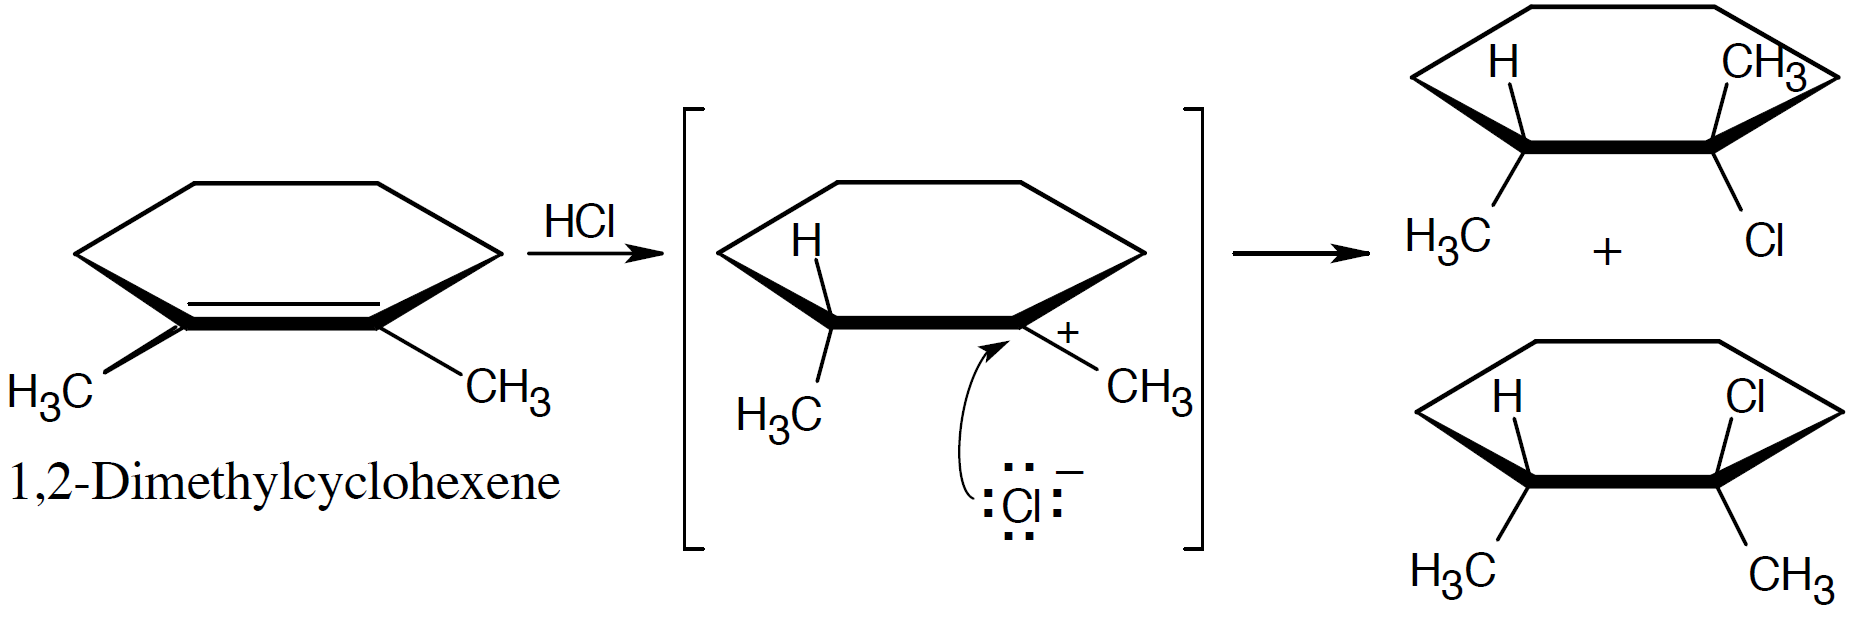 H CH3
H3C + Cl
HCl
H3C CH3
H
+
H3C CH3
:Cl: −
H Cl
H3C CH3
1,2-Dimethylcyclohexene